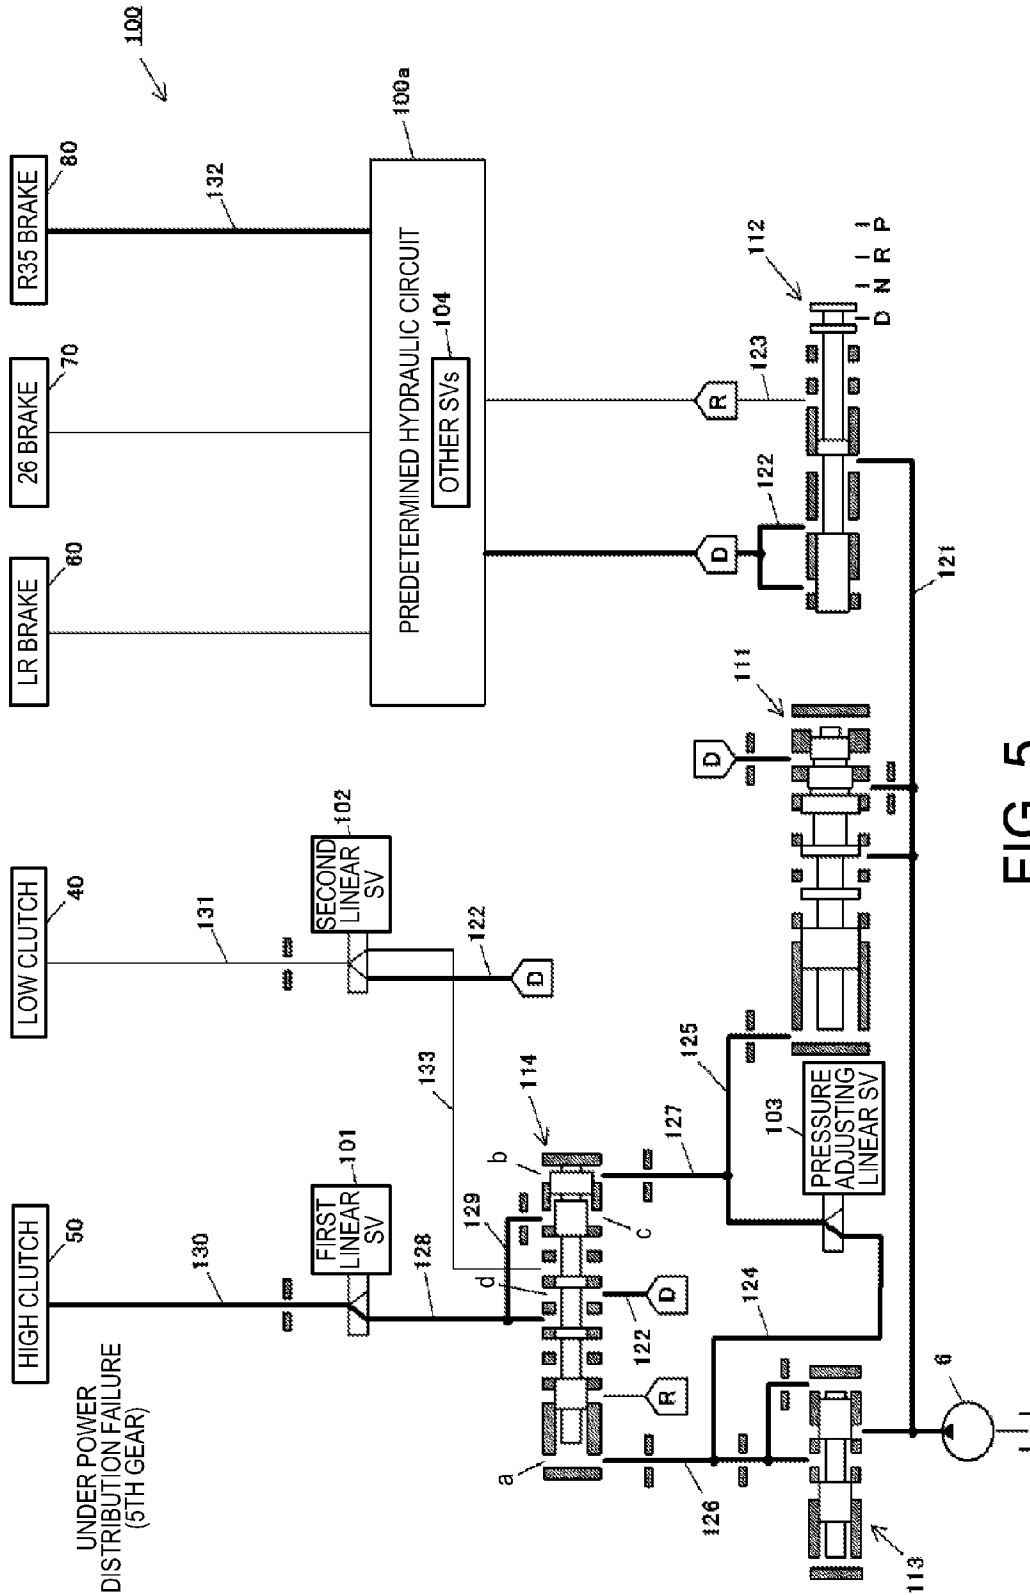 100
UNDER POWER
DISTRIBUTION FAILURE
(5TH GEAR)
HIGH CLUTCH
50
LOW CLUTCH
40
LR BRAKE
60
26 BRAKE
70
R35 BRAKE
80
130
131
132
FIRST
LINEAR
SV
101
SECOND
LINEAR
SV
102
PREDETERMINED HYDRAULIC CIRCUIT
100a
OTHER SVs
104
128
129
133
122
D
114
a
b
c
d
R
122
D
126
127
124
125
PRESSURE
ADJUSTING
LINEAR SV
103
D
111
D
122
R
123
112
D
N
R
P
121
113
6
FIG. 5